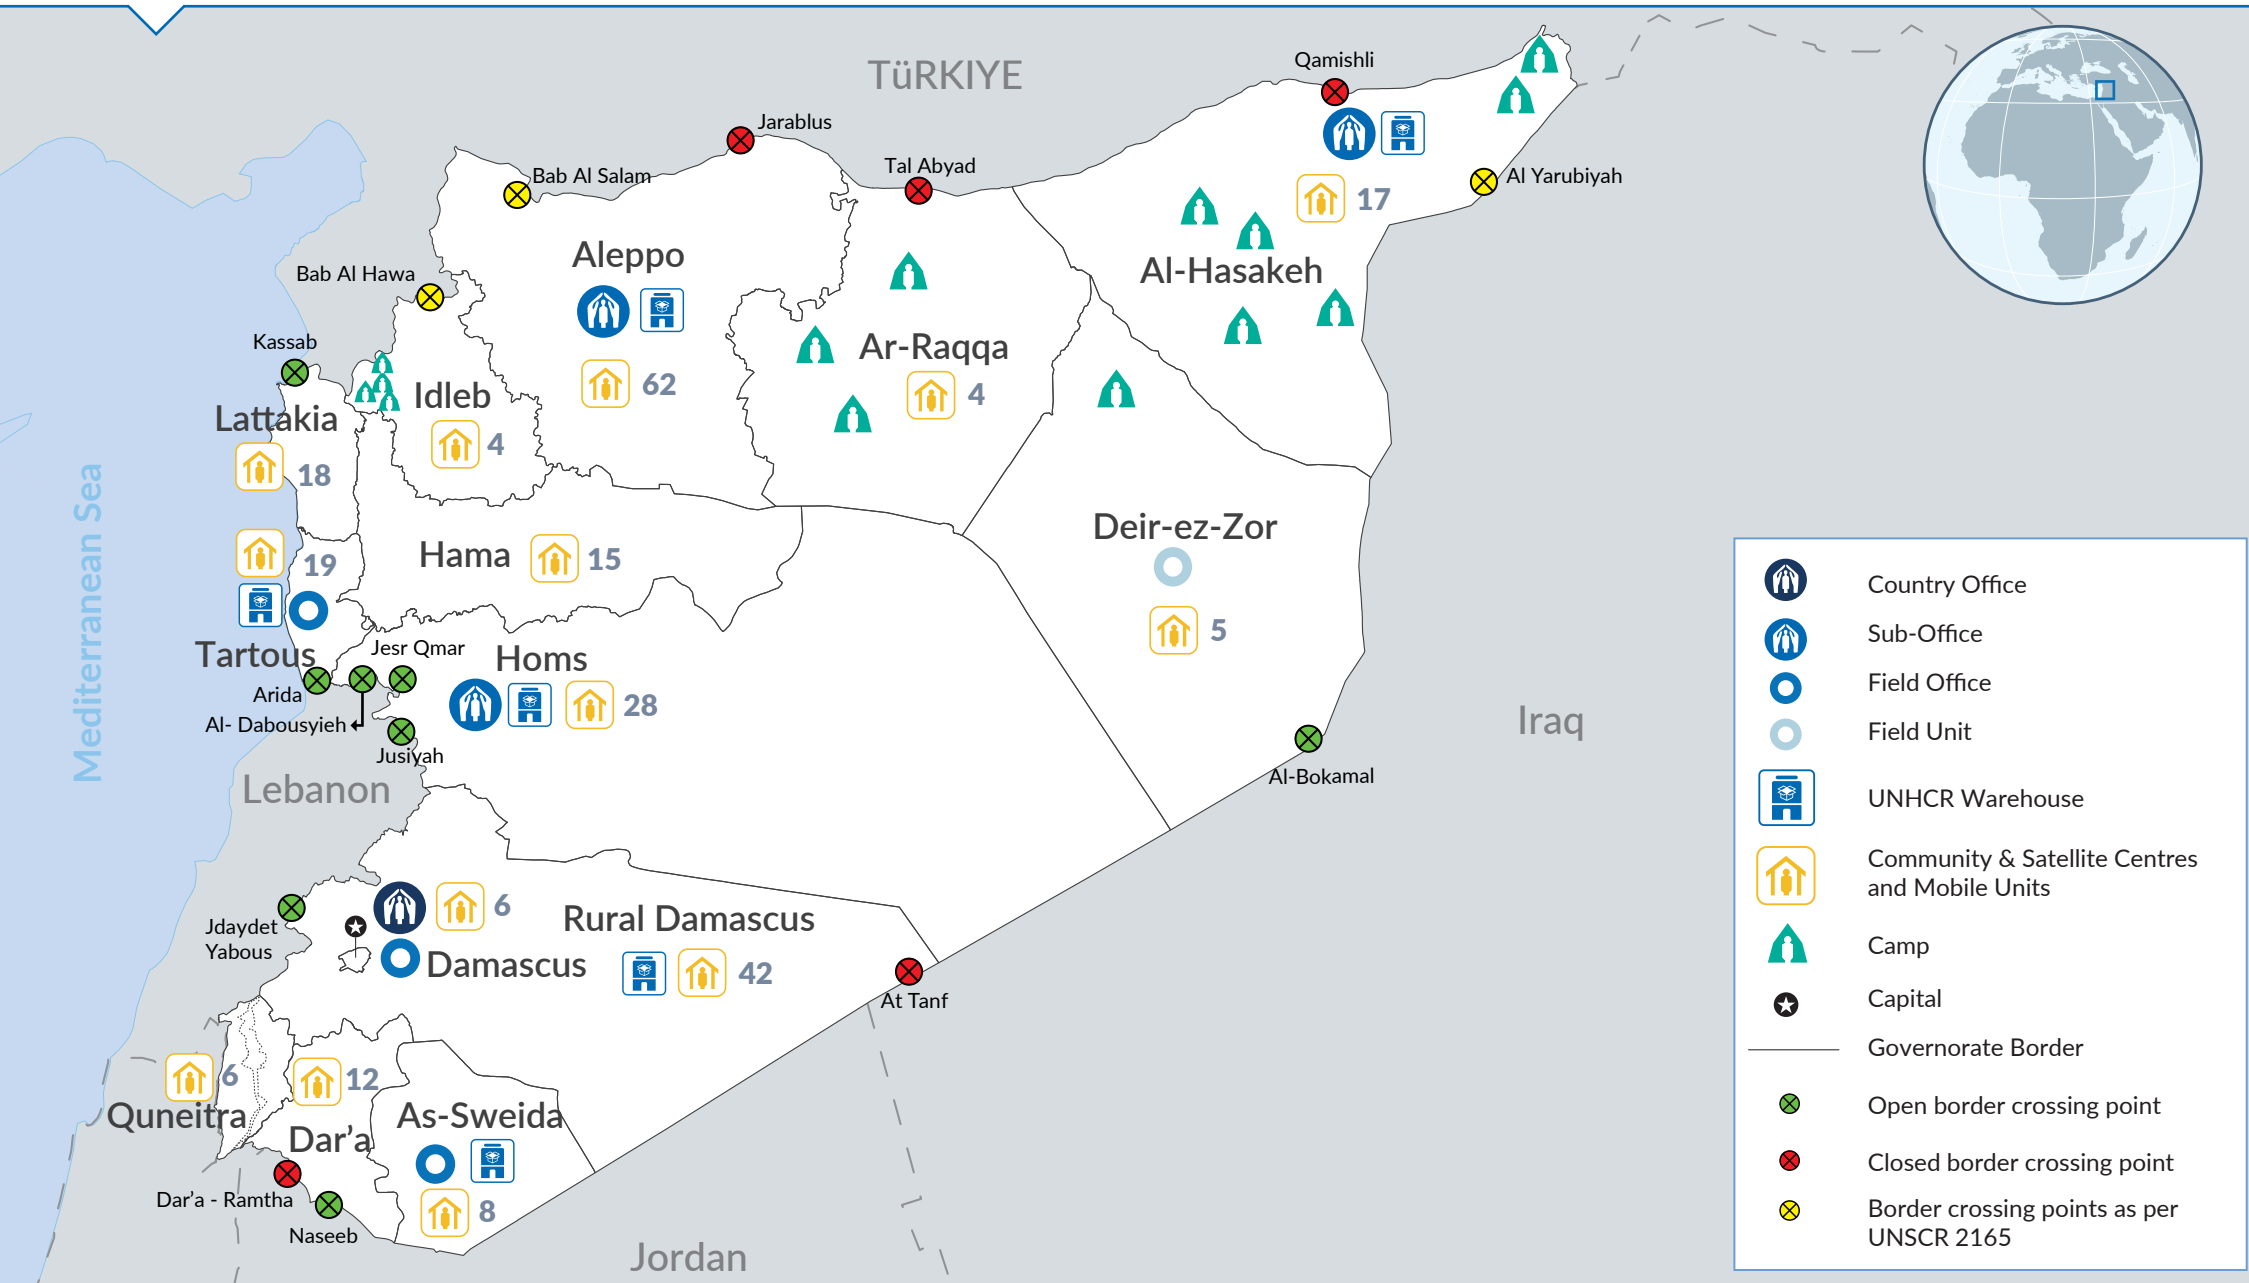 TüRKIYE
Qamishli
Jarablus
Tal Abyad
Bab Al Salam
Al Yarubiyah
17
Aleppo
Bab Al Hawa
Al-Hasakeh
Kassab
Ar-Raqqa
62
Idleb
4
Lattakia
4
18
Mediterranean Sea
Deir-ez-Zor
Hama
15
19
5
Tartous
Jesr Qmar
Homs
Arida
28
Al- Dabousyieh
Jusiyah
Iraq
Al-Bokamal
Lebanon
6
Rural Damascus
Jdaydet
Yabous
Damascus
42
At Tanf
6
12
Quneitra
As-Sweida
Dar’a
Dar’a - Ramtha
8
Naseeb
Jordan
Country Office
Sub-Office
Field Office
Field Unit
UNHCR Warehouse
Community & Satellite Centres
and Mobile Units
Camp
Capital
Governorate Border
Open border crossing point
Closed border crossing point
Border crossing points as per
UNSCR 2165